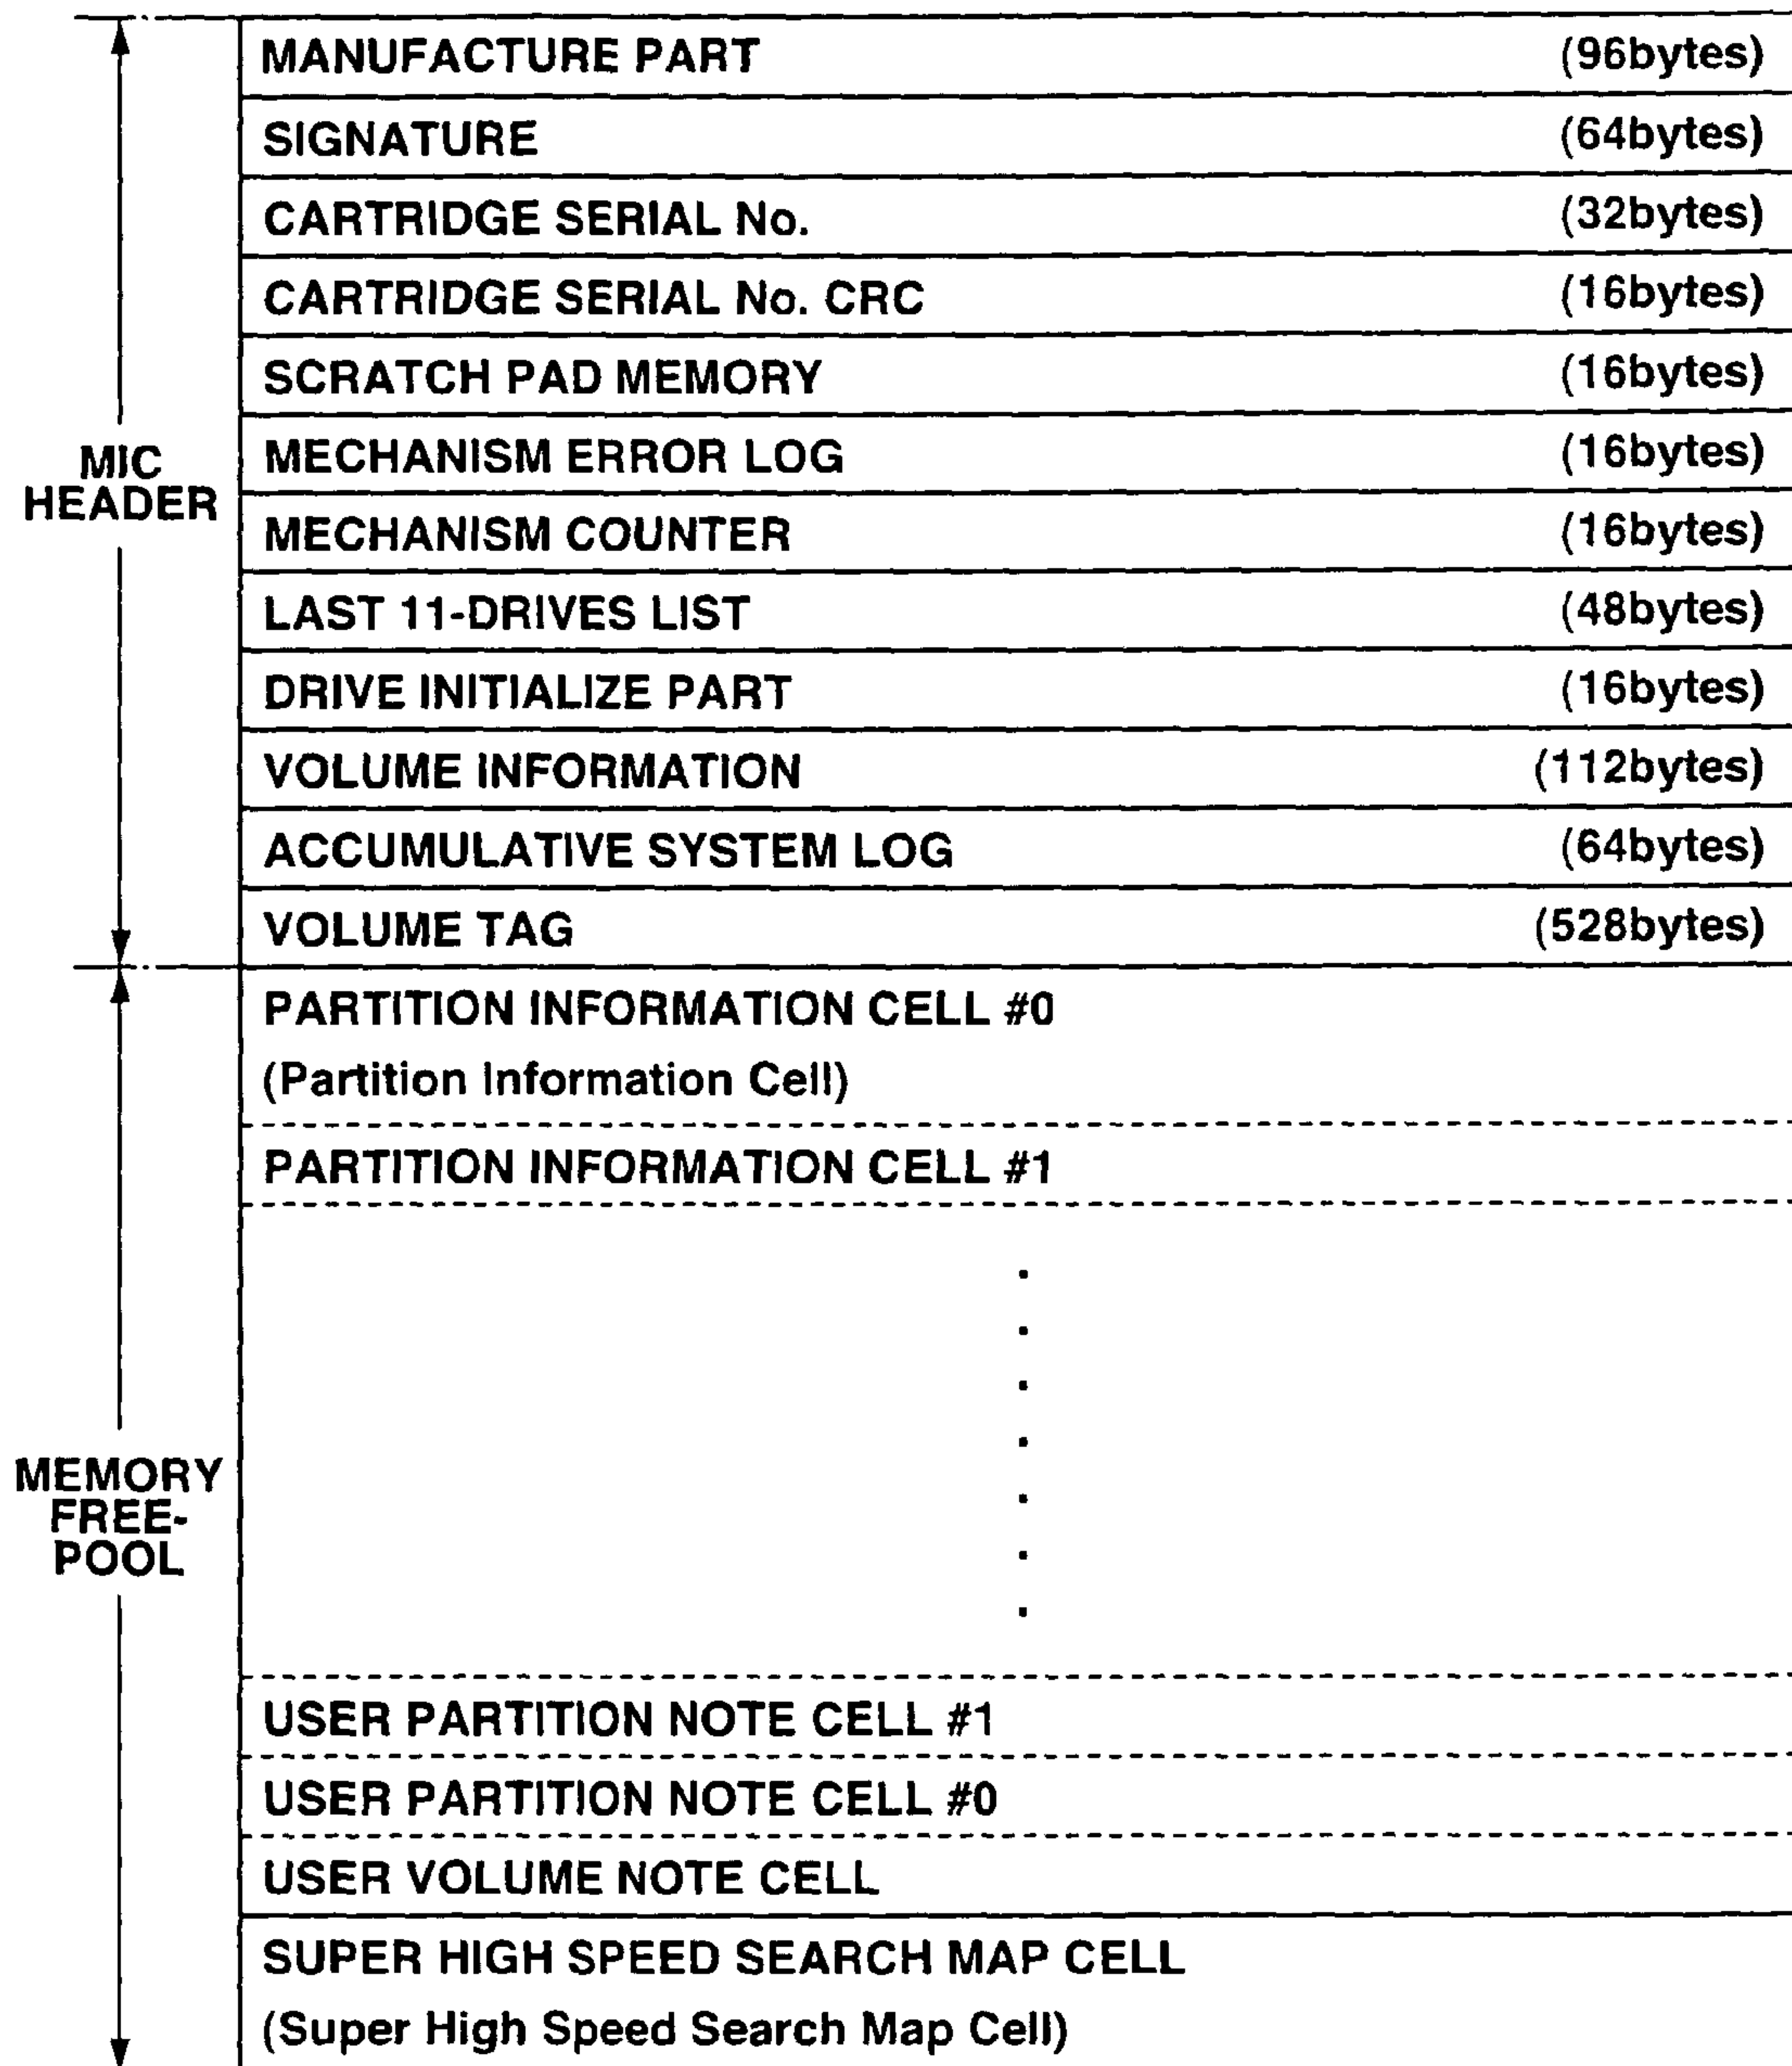 MANUFACTURE PART (96bytes)
SIGNATURE (64bytes)
CARTRIDGE SERIAL No. (32bytes)
CARTRIDGE SERIAL No. CRC (16bytes)
SCRATCH PAD MEMORY (16bytes)
MIC
HEADER
MECHANISM ERROR LOG (16bytes)
MECHANISM COUNTER (16bytes)
LAST 11-DRIVES LIST (48bytes)
DRIVE INITIALIZE PART (16bytes)
VOLUME INFORMATION (112bytes)
ACCUMULATIVE SYSTEM LOG (64bytes)
VOLUME TAG (528bytes)
PARTITION INFORMATION CELL #0
(Partition Information Cell)
PARTITION INFORMATION CELL #1
MEMORY
FREE-
POOL
USER PARTITION NOTE CELL #1
USER PARTITION NOTE CELL #0
USER VOLUME NOTE CELL
SUPER HIGH SPEED SEARCH MAP CELL
(Super High Speed Search Map Cell)